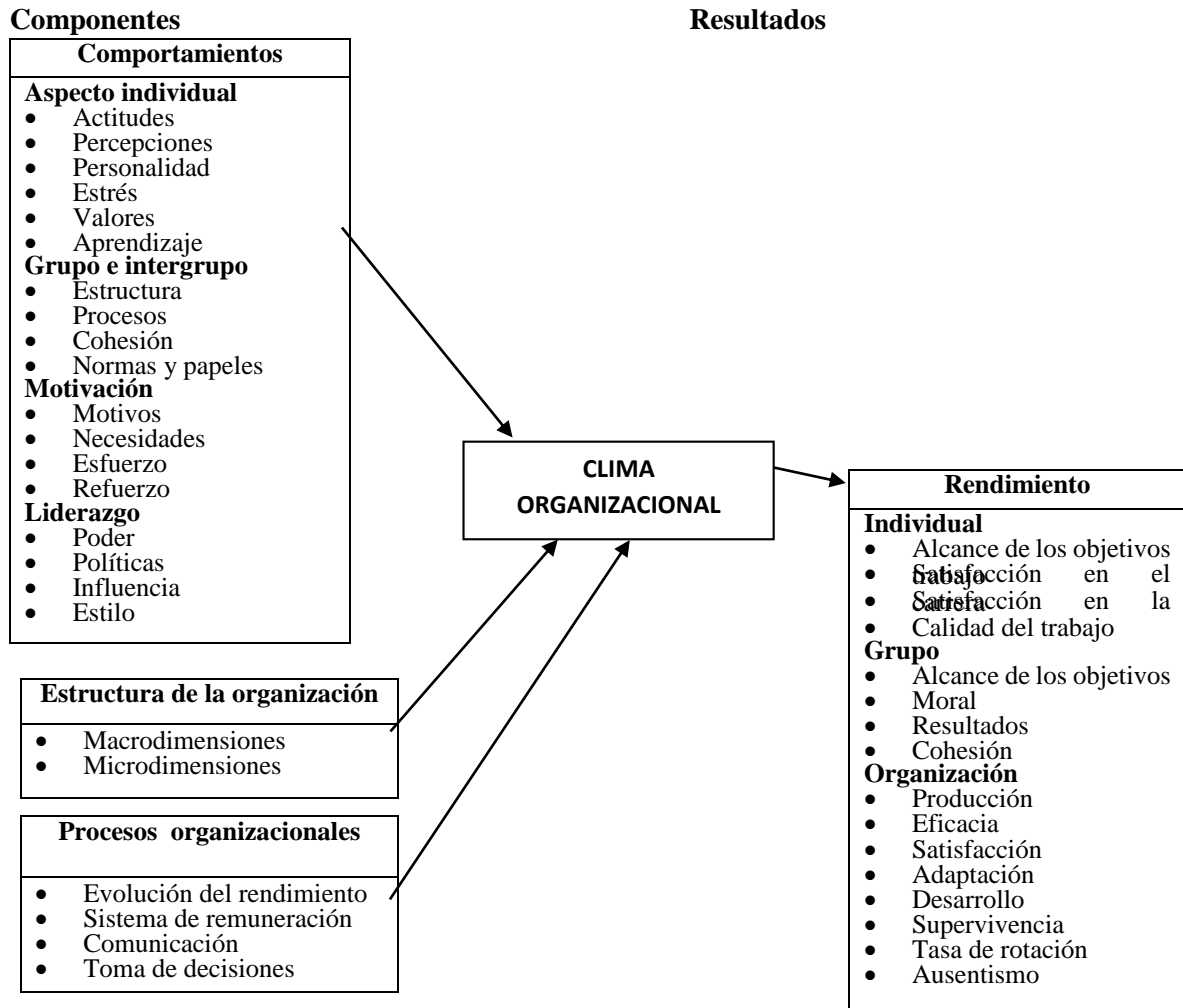 Componentes
Resultados
Comportamientos
Aspecto individual
• Actitudes
• Percepciones
• Personalidad
• Estrés
• Valores
• Aprendizaje
Grupo e intergrupo
• Estructura
• Procesos
• Cohesión
• Normas y papeles
Motivación
• Motivos
• Necesidades
• Esfuerzo
• Refuerzo
Liderazgo
• Poder
• Políticas
• Influencia
• Estilo
Estructura de la organización
• Macrodimensiones
• Microdimensiones
Procesos organizacionales
• Evolución del rendimiento
• Sistema de remuneración
• Comunicación
• Toma de decisiones
CLIMA
ORGANIZACIONAL
Rendimiento
Individual
• Alcance de los objetivos
• Satisfacción en el
trabajo
• Satisfacción en la
carrera
• Calidad del trabajo
Grupo
• Alcance de los objetivos
• Moral
• Resultados
• Cohesión
Organización
• Producción
• Eficacia
• Satisfacción
• Adaptación
• Desarrollo
• Supervivencia
• Tasa de rotación
• Ausentismo